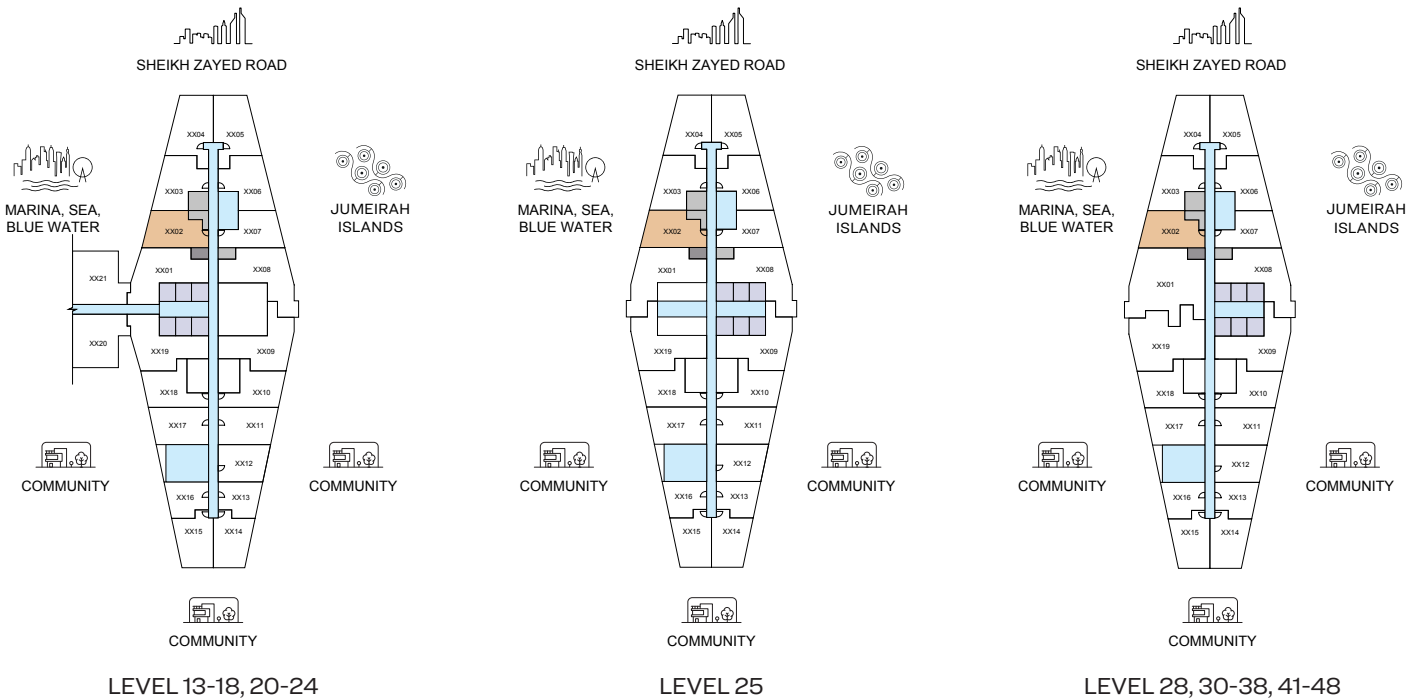 SHEIKH ZAYED ROAD
MARINA, SEA,
BLUE WATER
JUMEIRAH
ISLANDS
XX04
XX05
XX03
XX06
XX02
XX07
XX01
XX08
XX21
XX20
XX19
XX09
XX18
XX10
XX17
XX11
XX12
XX16
XX13
XX15
XX14
COMMUNITY
COMMUNITY
COMMUNITY
LEVEL 13-18, 20-24
SHEIKH ZAYED ROAD
MARINA, SEA,
BLUE WATER
JUMEIRAH
ISLANDS
XX04
XX05
XX03
XX06
XX02
XX07
XX01
XX08
XX19
XX09
XX18
XX10
XX17
XX11
XX12
XX16
XX13
XX15
XX14
COMMUNITY
COMMUNITY
COMMUNITY
LEVEL 25
SHEIKH ZAYED ROAD
MARINA, SEA,
BLUE WATER
JUMEIRAH
ISLANDS
XX04
XX05
XX03
XX06
XX02
XX07
XX01
XX08
XX19
XX09
XX18
XX10
XX17
XX11
XX12
XX16
XX13
XX15
XX14
COMMUNITY
COMMUNITY
COMMUNITY
LEVEL 28, 30-38, 41-48